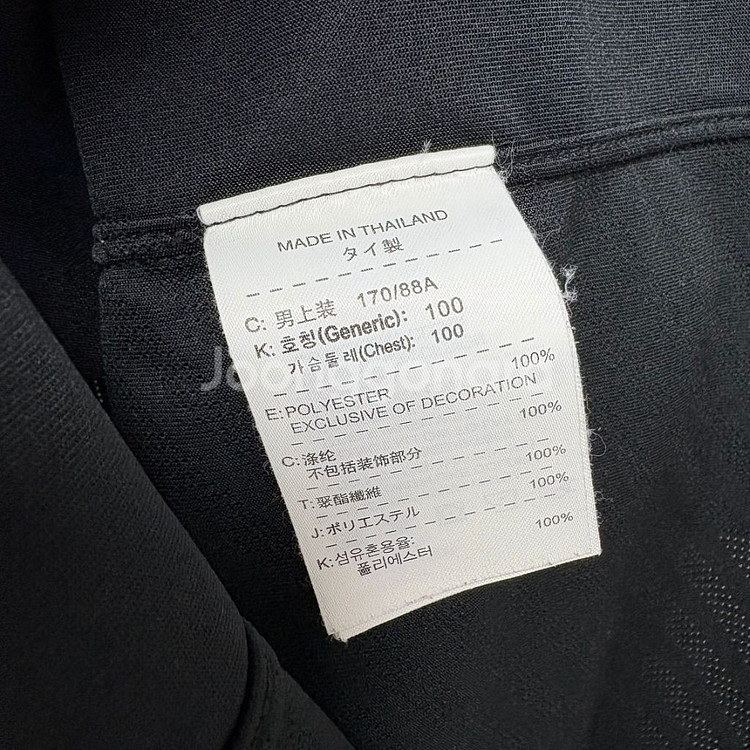 MADE IN THAILAND
タイ製
C: 男上装 170/88A
K: 호칭(Generic): 100
가슴둘레(Chest): 100
E: POLYESTER 100%
EXCLUSIVE OF DECORATION
C: 涤纶 100%
不包括装饰部分
T: 聚酯纖維 100%
J: ポリエステル 100%
K: 섬유혼용율:
폴리에스터 100%